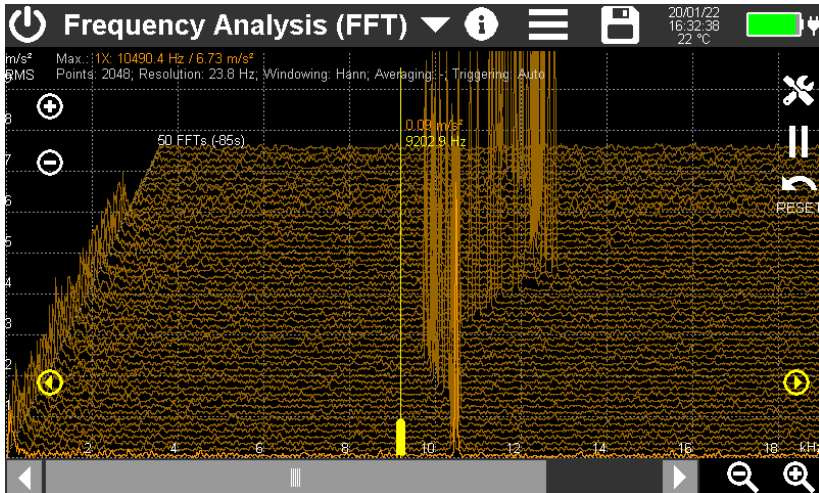 Frequency Analysis (FFT)
20/01/22
16:32:38
22 °C
m/s²
RMS
Max.: 1X: 10490.4 Hz / 6.73 m/s²
Points: 2048; Resolution: 23.8 Hz; Windowing: Hann; Averaging: -; Triggering: Auto
9
8
7
6
5
4
3
2
1
50 FFTs (-85s)
0.09 m/s²
9202.9 Hz
RESET
2
4
6
8
10
12
14
16
18
kHz